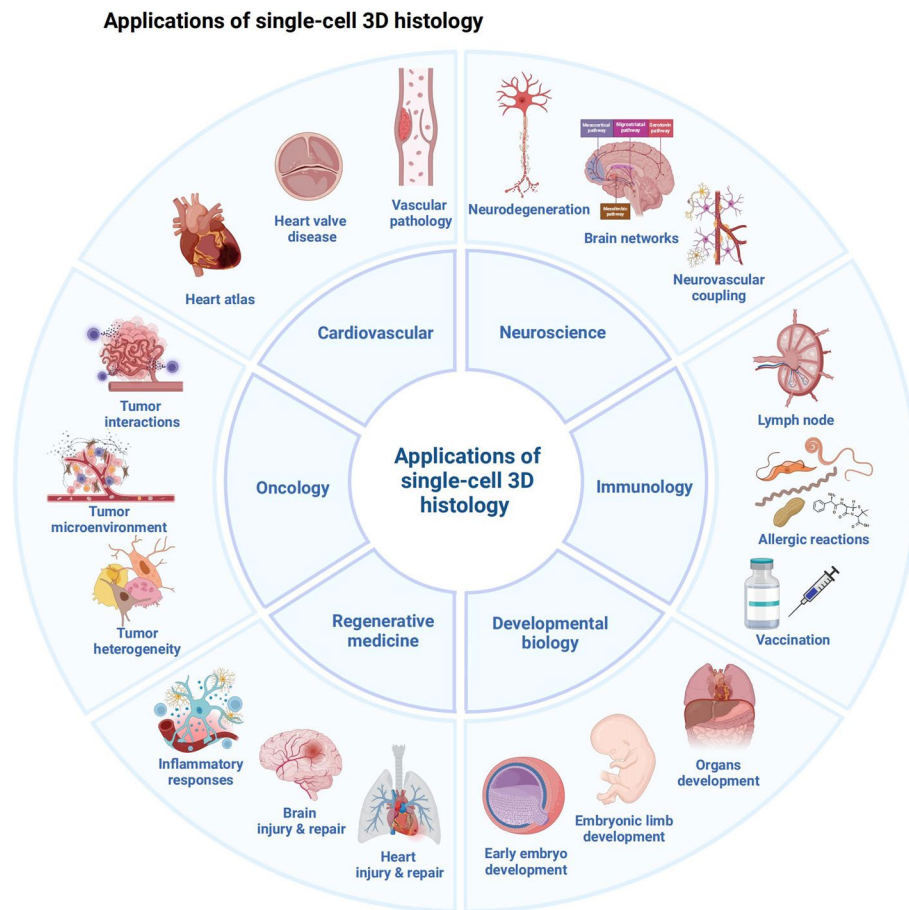 Applications of single-cell 3D histology
Vascular
pathology
Heart valve
disease
Heart atlas
Neurodegeneration
Mesocortical
pathway
Nigrostriatal
pathway
Serotonin
pathway
Mesolimbic
pathway
Brain networks
Neurovascular
coupling
Cardiovascular
Neuroscience
Tumor
interactions
Tumor
microenvironment
Tumor
heterogeneity
Oncology
Applications of
single-cell 3D
histology
Immunology
Lymph node
Allergic reactions
Vaccination
Regenerative
medicine
Developmental
biology
Inflammatory
responses
Brain
injury & repair
Heart
injury & repair
Early embryo
development
Embryonic limb
development
Organs
development